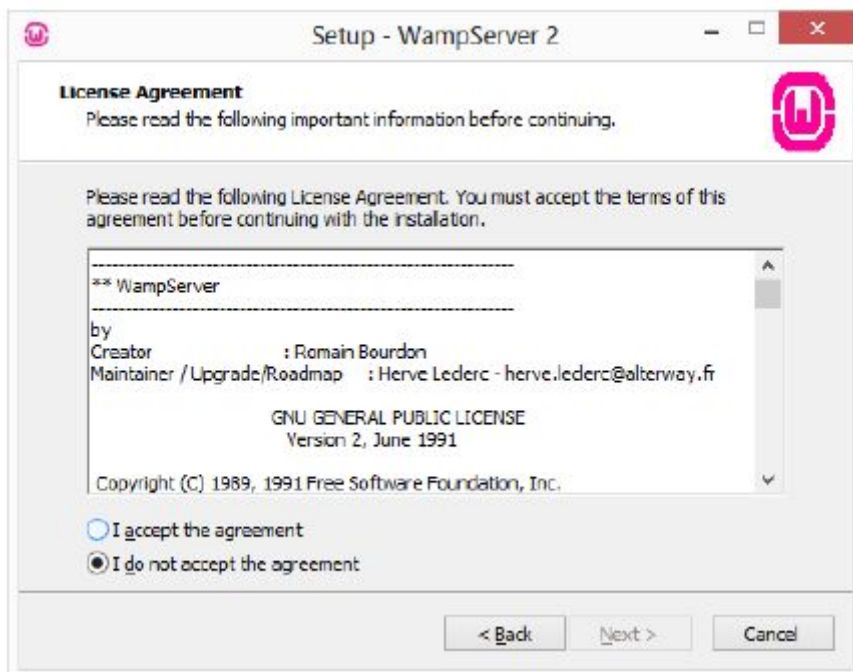 Setup - WampServer 2
License Agreement
Please read the following important information before continuing.
Please read the following License Agreement. You must accept the terms of this
agreement before continuing with the installation.
--------------------------------------------------------------
** WampServer
--------------------------------------------------------------
by
Creator : Romain Bourdon
Maintainer / Upgrade/Roadmap : Herve Leclerc - herve.leclerc@alterway.fr
GNU GENERAL PUBLIC LICENSE
Version 2, June 1991
Copyright (C) 1989, 1991 Free Software Foundation, Inc.
I accept the agreement
I do not accept the agreement
< Back Next > Cancel